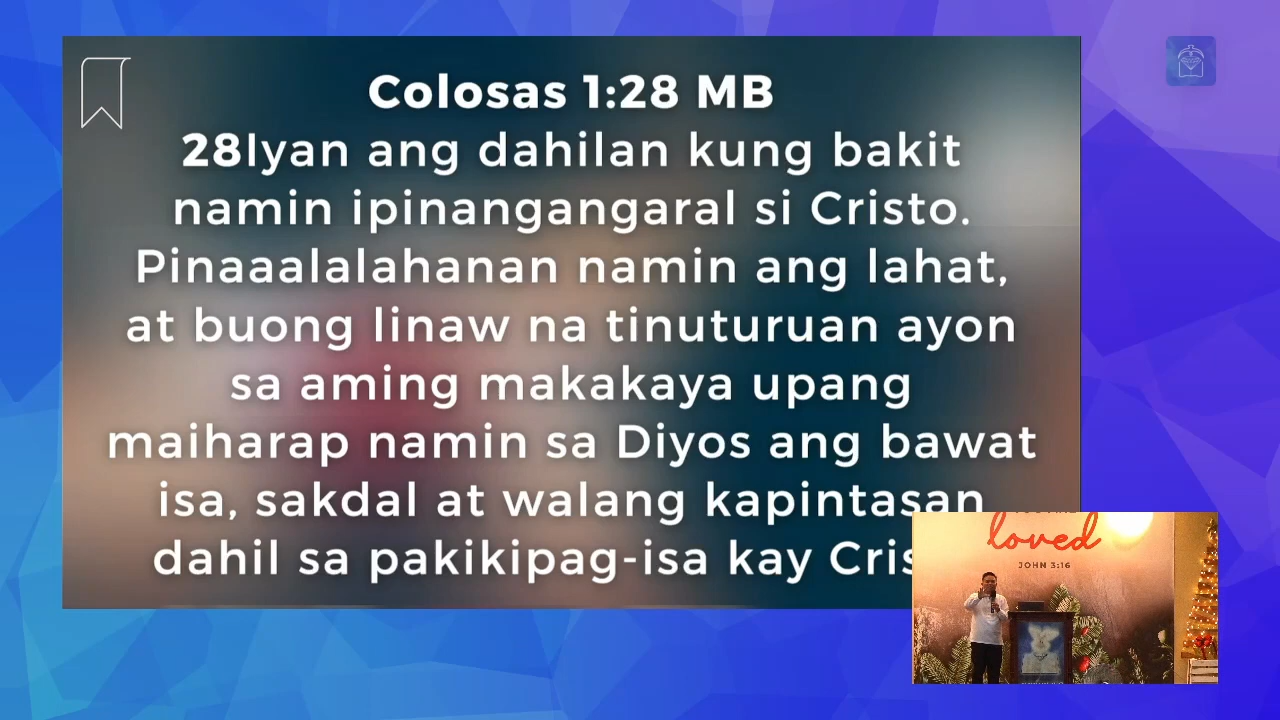 Colosas 1:28 MB
28Iyan ang dahilan kung bakit
namin ipinangangaral si Cristo.
Pinaaalalahanan namin ang lahat,
at buong linaw na tinuturuan ayon
sa aming makakaya upang
maiharap namin sa Diyos ang bawat
isa, sakdal at walang kapintasan
dahil sa pakikipag-isa kay
loved
JOHN 3:16